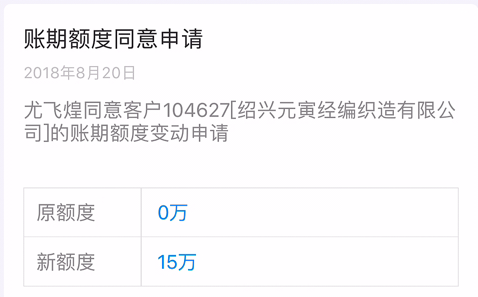 账期额度同意申请
2018年8月20日
尤飞煌同意客户104627[绍兴元寅经编织造有限公
司]的账期额度变动申请
原额度 0万
新额度 15万